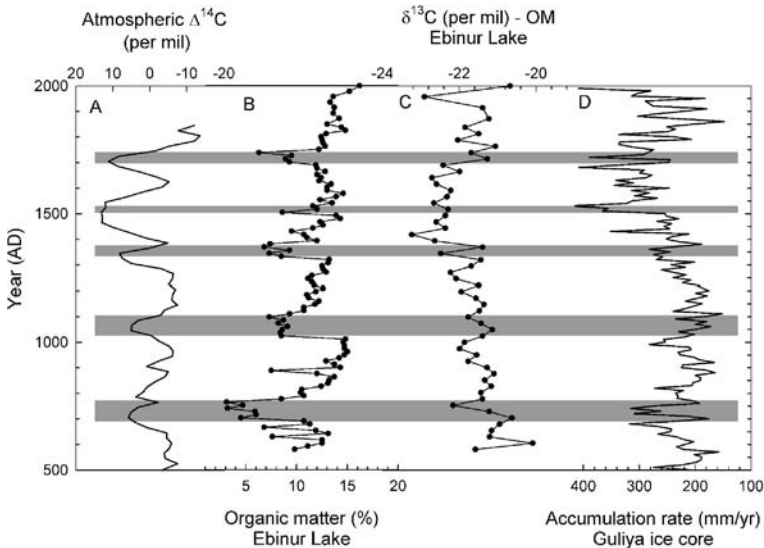 Atmospheric Δ¹⁴C
(per mil)
δ¹³C (per mil) - OM
Ebinur Lake
20 10 0 -10 -20 -24 -22 -20
A B C D
2000
1500
1000
500
Year (AD)
5 10 15 20 400 300 200 100
Organic matter (%)
Ebinur Lake
Accumulation rate (mm/yr)
Guliya ice core